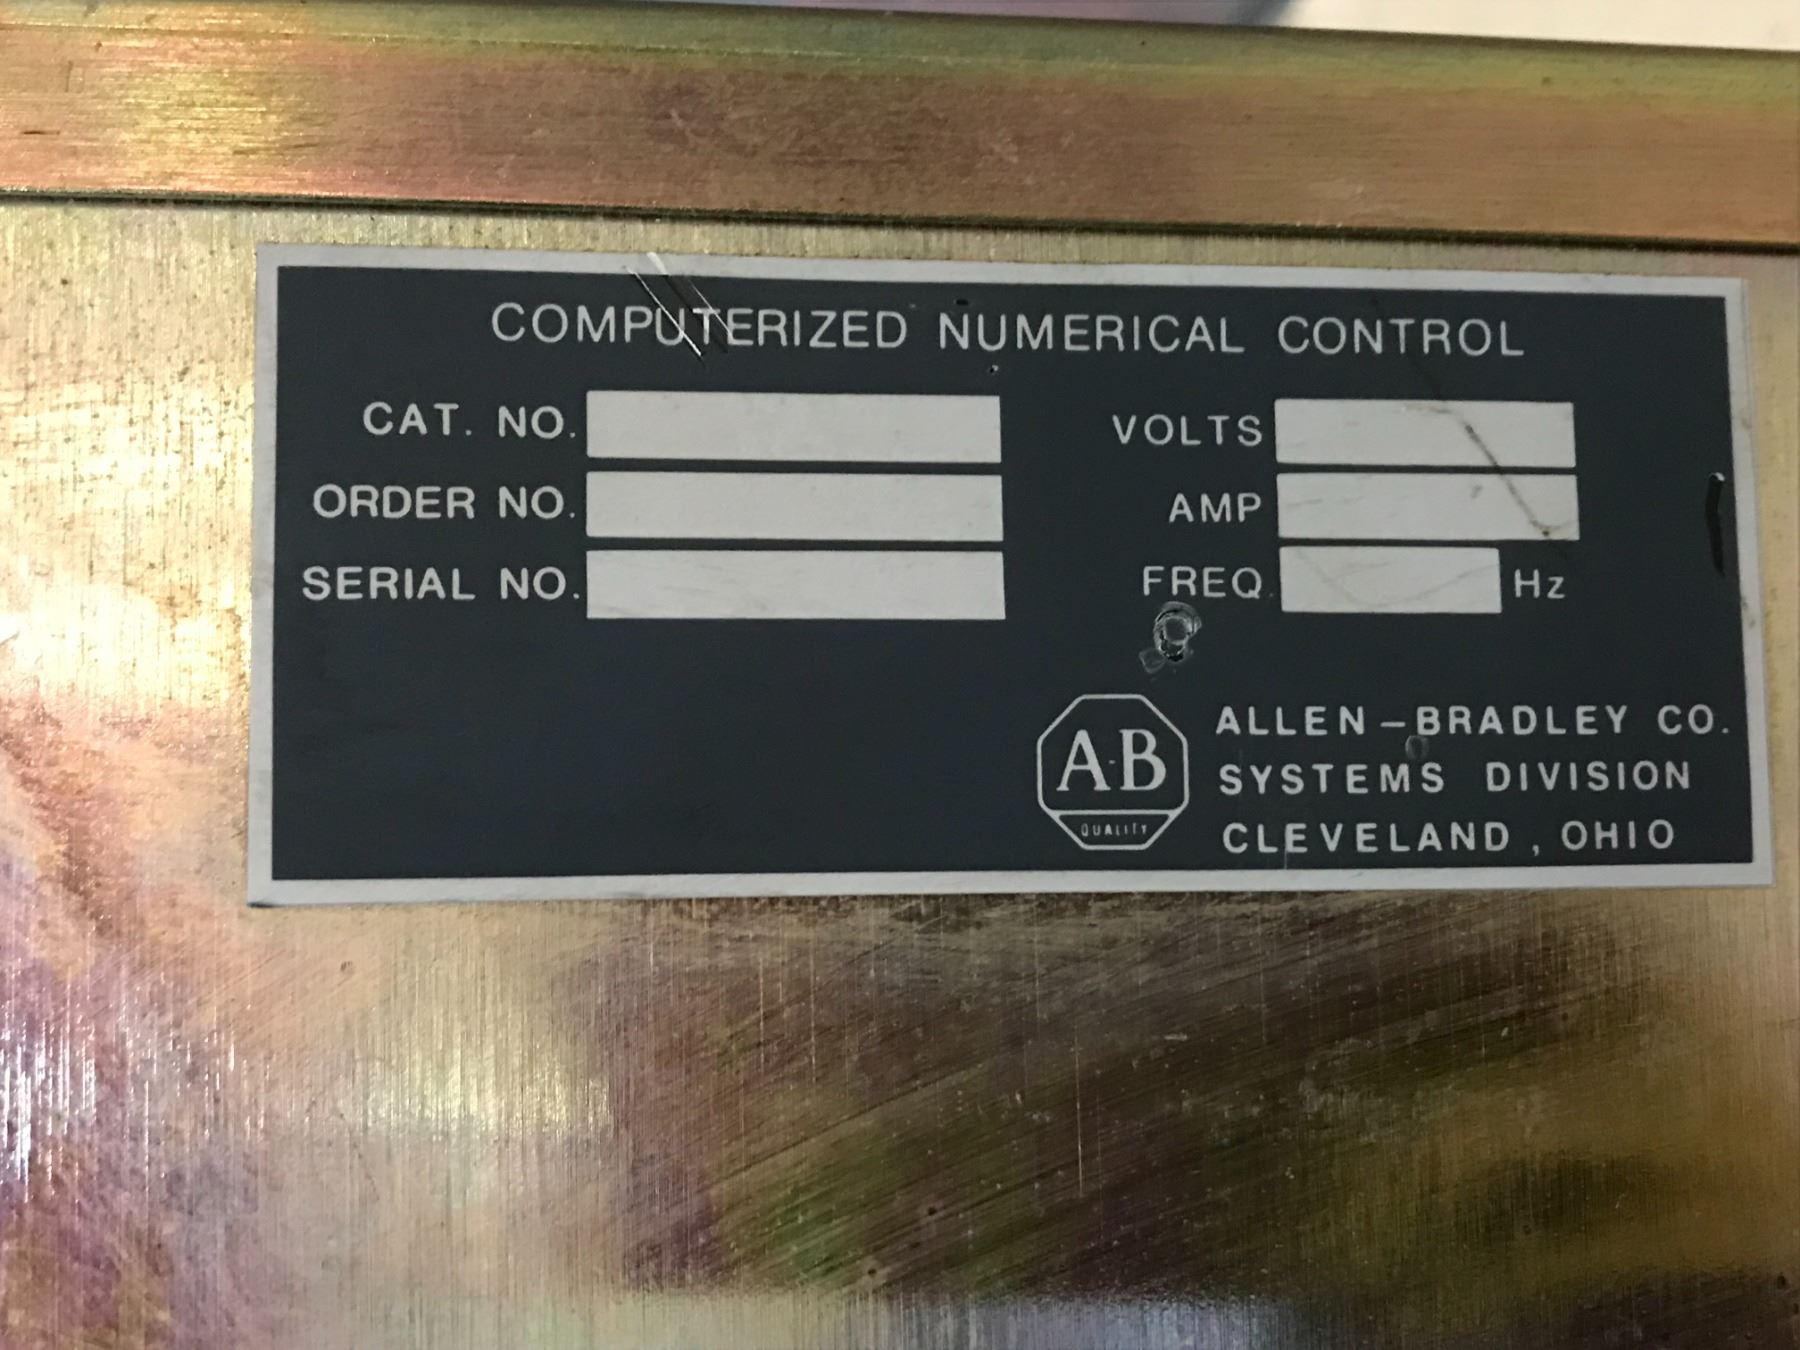 COMPUTERIZED NUMERICAL CONTROL
CAT. NO.
ORDER NO.
SERIAL NO.
VOLTS
AMP
FREQ. Hz
A-B
QUALITY
ALLEN-BRADLEY CO.
SYSTEMS DIVISION
CLEVELAND, OHIO